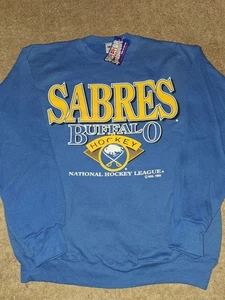 SABRES
BUFFALO
HOCKEY
NATIONAL HOCKEY LEAGUE